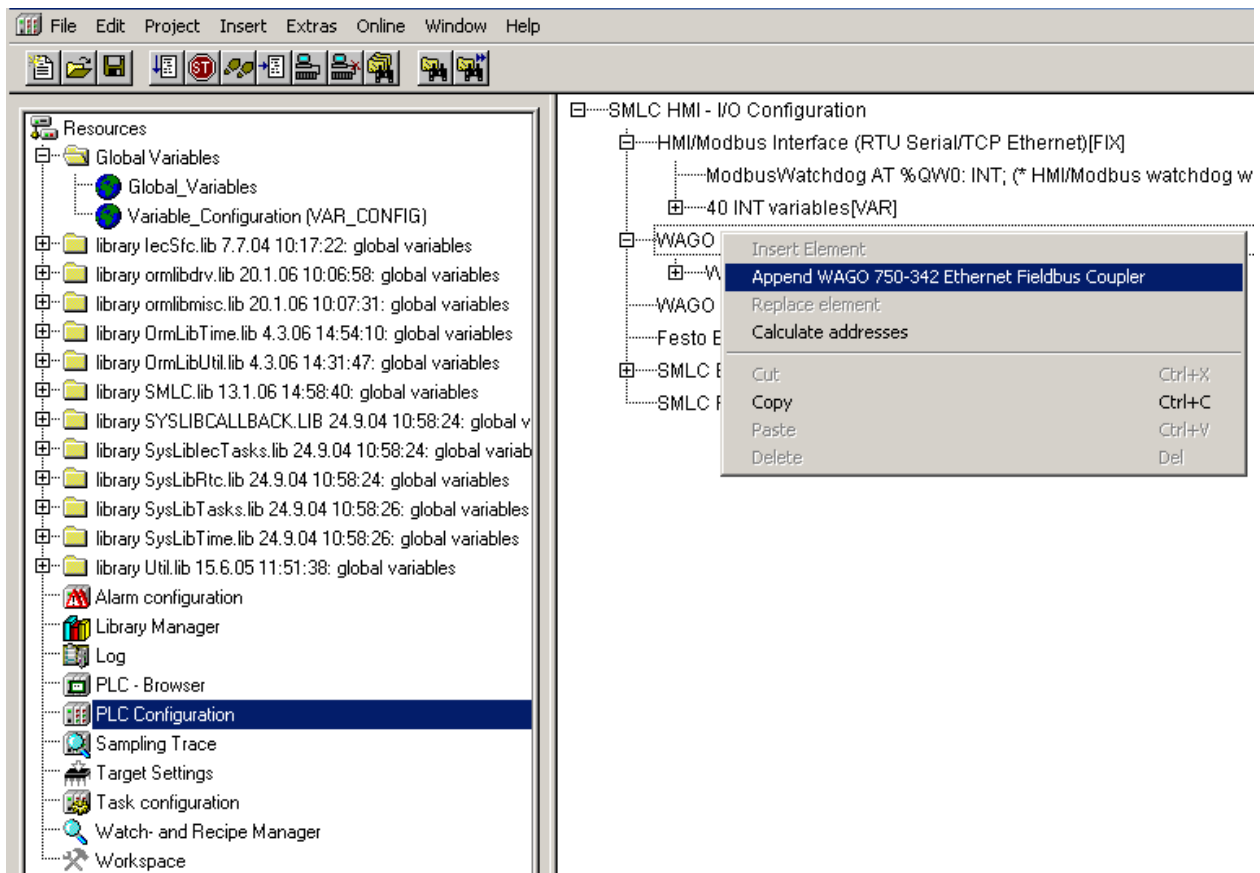 File Edit Project Insert Extras Online Window Help
ST
Resources
Global Variables
Global_Variables
Variable_Configuration (VAR_CONFIG)
library IecSfc.lib 7.7.04 10:17:22: global variables
library ormlibdrv.lib 20.1.06 10:06:58: global variables
library ormlibmisc.lib 20.1.06 10:07:31: global variables
library OrmLibTime.lib 4.3.06 14:54:10: global variables
library OrmLibUtil.lib 4.3.06 14:31:47: global variables
library SMLC.lib 13.1.06 14:58:40: global variables
library SYSLIBCALLBACK.LIB 24.9.04 10:58:24: global v
library SysLibIecTasks.lib 24.9.04 10:58:24: global variab
library SysLibRtc.lib 24.9.04 10:58:24: global variables
library SysLibTasks.lib 24.9.04 10:58:26: global variables
library SysLibTime.lib 24.9.04 10:58:26: global variables
library Util.lib 15.6.05 11:51:38: global variables
Alarm configuration
Library Manager
Log
PLC - Browser
PLC Configuration
Sampling Trace
Target Settings
Task configuration
Watch- and Recipe Manager
Workspace
SMLC HMI - I/O Configuration
HMI/Modbus Interface (RTU Serial/TCP Ethernet)[FIX]
ModbusWatchdog AT %QW0: INT; (* HMI/Modbus watchdog w
40 INT variables[VAR]
WAGO
W
WAGO
Festo E
SMLC E
SMLC F
Insert Element
Append WAGO 750-342 Ethernet Fieldbus Coupler
Replace element
Calculate addresses
Cut Ctrl+X
Copy Ctrl+C
Paste Ctrl+V
Delete Del